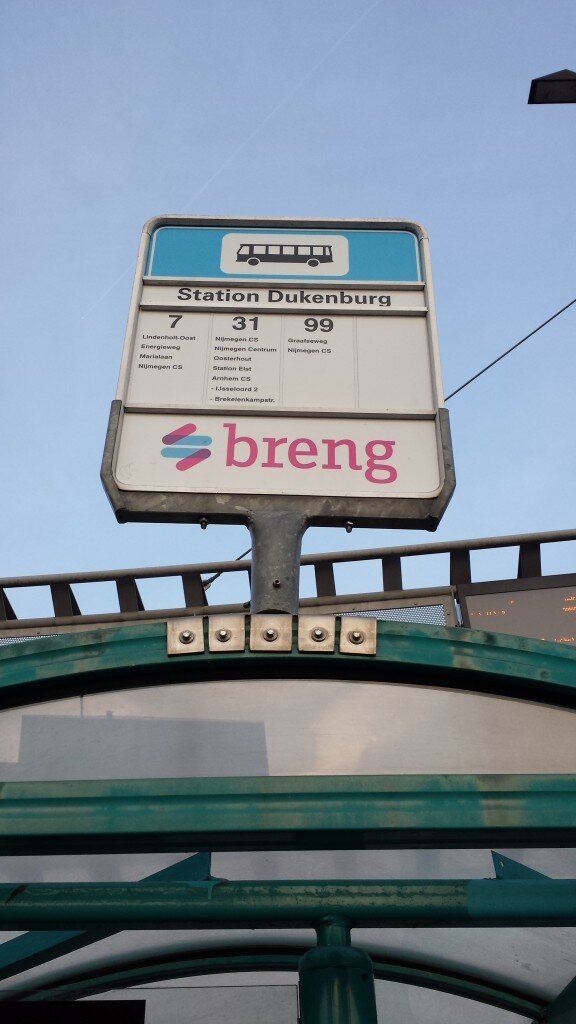 Station Dukenburg
7
Lindenholt-Oost
Energieweg
Marialaan
Nijmegen CS
31
Nijmegen CS
Nijmegen Centrum
Oosterhout
Station Elst
Arnhem CS
- IJsseloord 2
- Brekelenkampstr.
99
Graafseweg
Nijmegen CS
breng